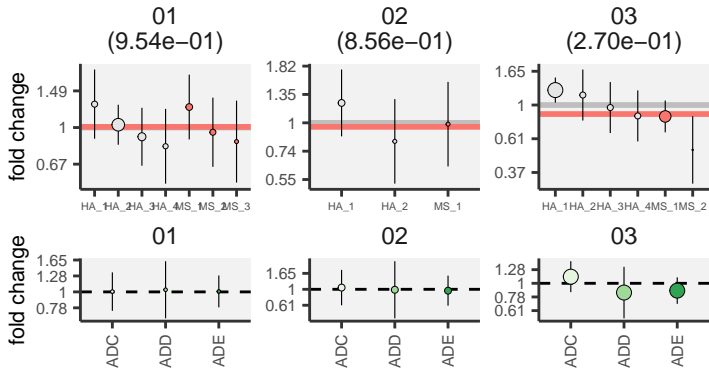 01 02 03
(9.54e−01) (8.56e−01) (2.70e−01)
fold change
1.49
1
0.67
1.82
1.35
1
0.74
0.55
1.65
1
0.61
0.37
HA_1 HA_2 HA_3 HA_4 MS_1 MS_2 MS_3
HA_1 HA_2 MS_1
HA_1 HA_2 HA_3 HA_4 MS_1 MS_2
01 02 03
fold change
1.65
1.28
1
0.78
1.65
1
0.61
1.28
1
0.78
0.61
ADC ADD ADE
ADC ADD ADE
ADC ADD ADE